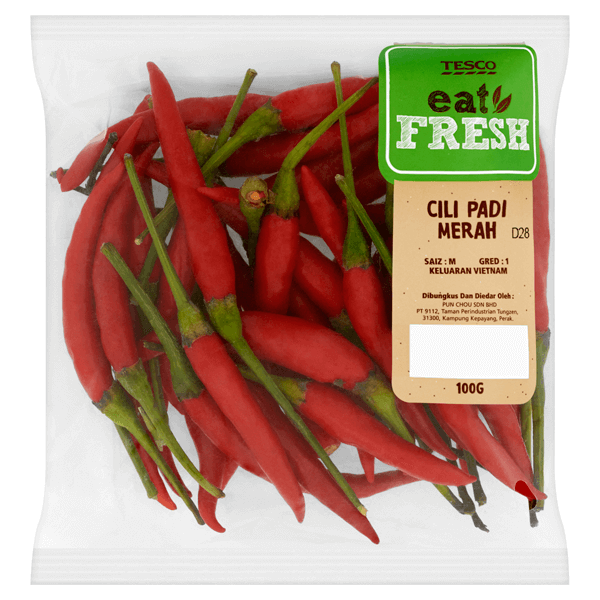 TESCO
eat
FRESH
CILI PADI
MERAH D28
SAIZ : M GRED : 1
KELUARAN VIETNAM
Dibungkus Dan Diedar Oleh :
PUN CHOU SDN BHD
PT 9112, Taman Perindustrian Tungzen,
31300, Kampung Kepayang, Perak.
100G